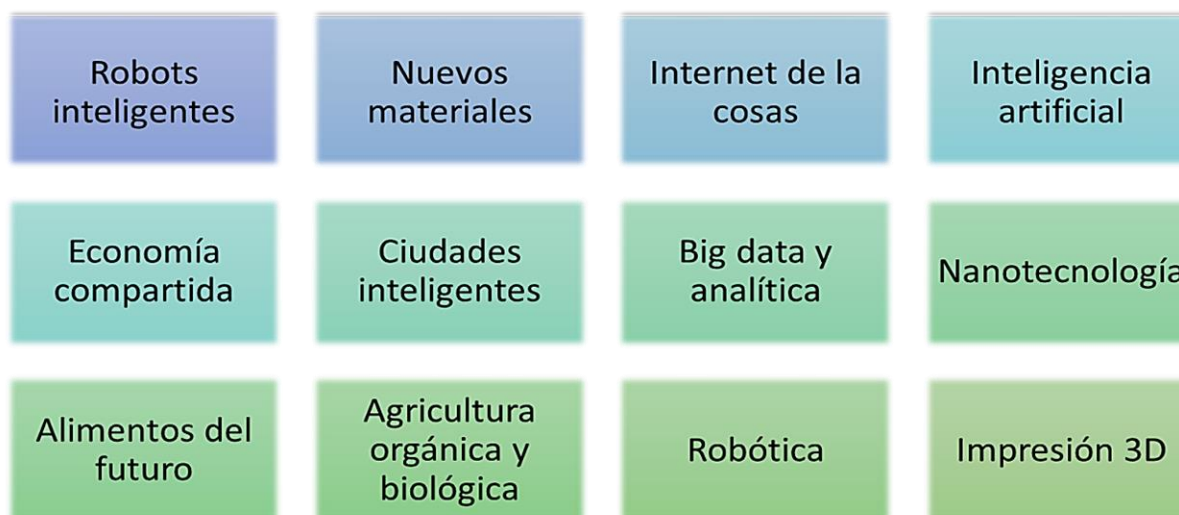 Robots
inteligentes
Nuevos
materiales
Internet de la
cosas
Inteligencia
artificial
Economía
compartida
Ciudades
inteligentes
Big data y
analítica
Nanotecnología
Alimentos del
futuro
Agricultura
orgánica y
biológica
Robótica
Impresión 3D